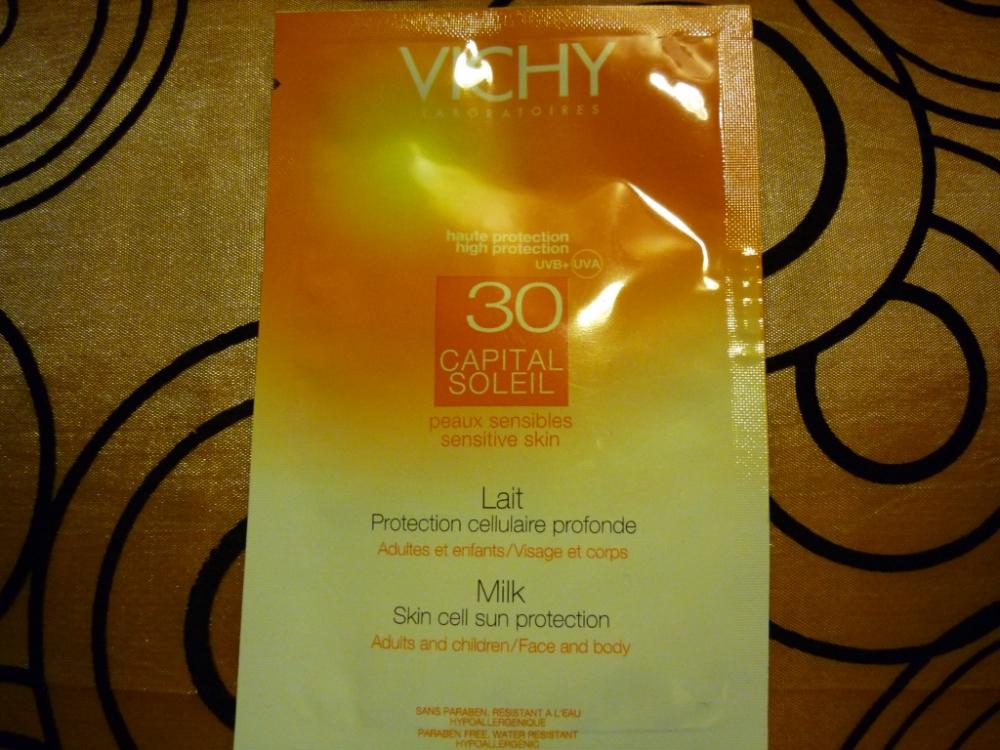 VICHY
LABORATOIRES
haute protection
high protection
UVB+ UVA
30
CAPITAL
SOLEIL
peaux sensibles
sensitive skin
Lait
Protection cellulaire profonde
Adultes et enfants/Visage et corps
Milk
Skin cell sun protection
Adults and children/Face and body
SANS PARABEN, RESISTANT A L'EAU
HYPOALLERGENIQUE
PARABEN FREE, WATER RESISTANT
HYPOALLERGENIC